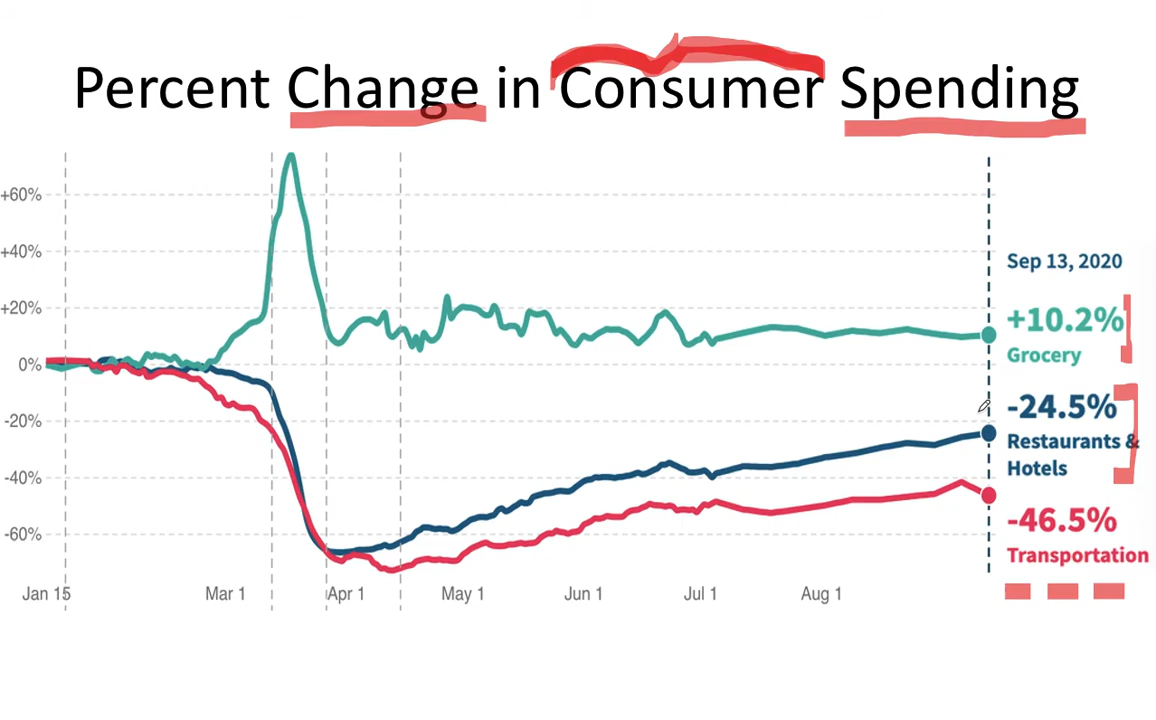 Percent Change in Consumer Spending
+60%
+40%
+20%
0%
-20%
-40%
-60%
Jan 15 Mar 1 Apr 1 May 1 Jun 1 Jul 1 Aug 1
Sep 13, 2020
+10.2%
Grocery
-24.5%
Restaurants &
Hotels
-46.5%
Transportation